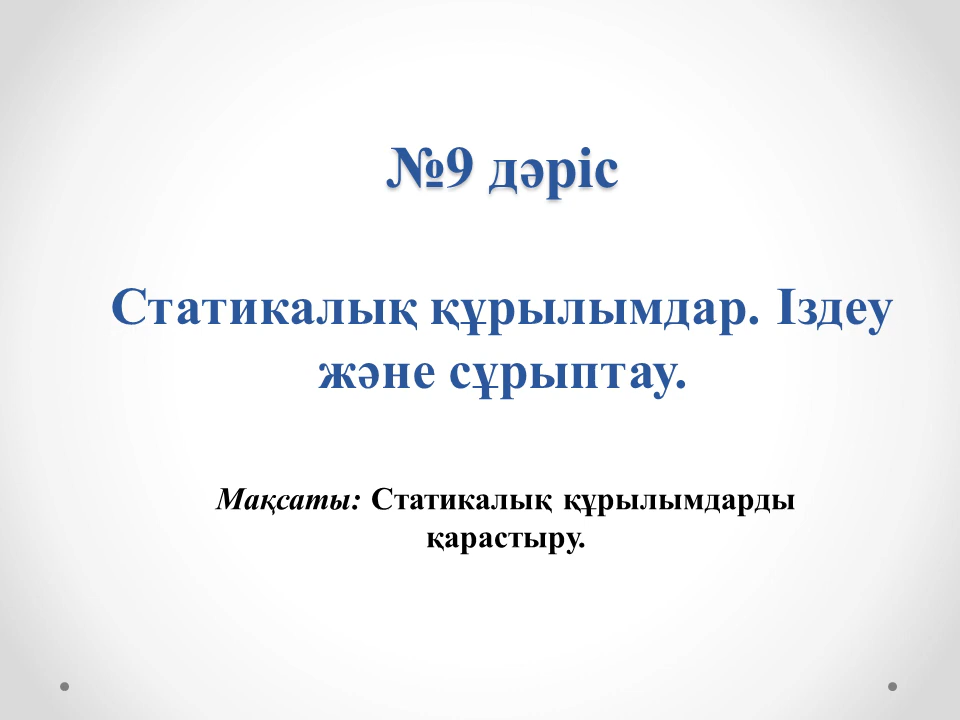 №9 дәріс
Статикалық құрылымдар. Іздеу
және сұрыптау.
Мақсаты: Статикалық құрылымдарды
қарастыру.